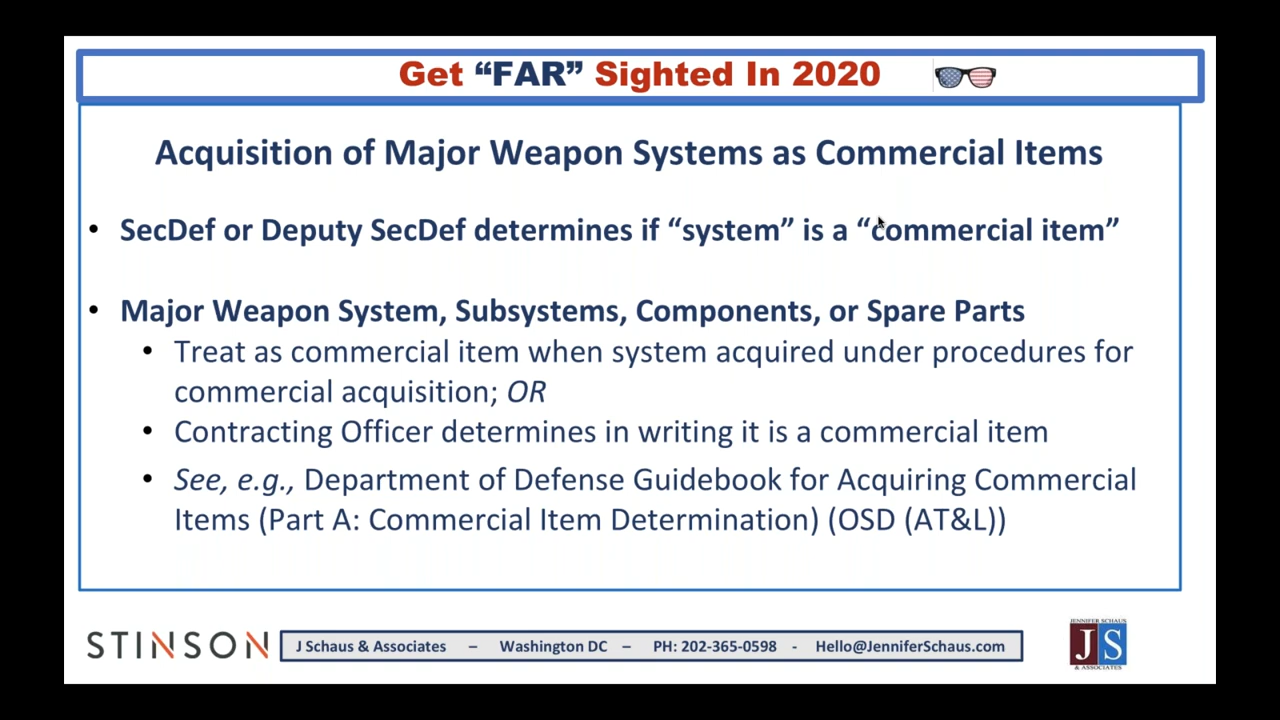 Get “FAR” Sighted In 2020
Acquisition of Major Weapon Systems as Commercial Items
• SecDef or Deputy SecDef determines if “system” is a “commercial item”
• Major Weapon System, Subsystems, Components, or Spare Parts
• Treat as commercial item when system acquired under procedures for
commercial acquisition; OR
• Contracting Officer determines in writing it is a commercial item
• See, e.g., Department of Defense Guidebook for Acquiring Commercial
Items (Part A: Commercial Item Determination) (OSD (AT&L))
STINSON
J Schaus & Associates – Washington DC – PH: 202-365-0598 - Hello@JenniferSchaus.com
JENNIFER SCHAUS
JS
& ASSOCIATES